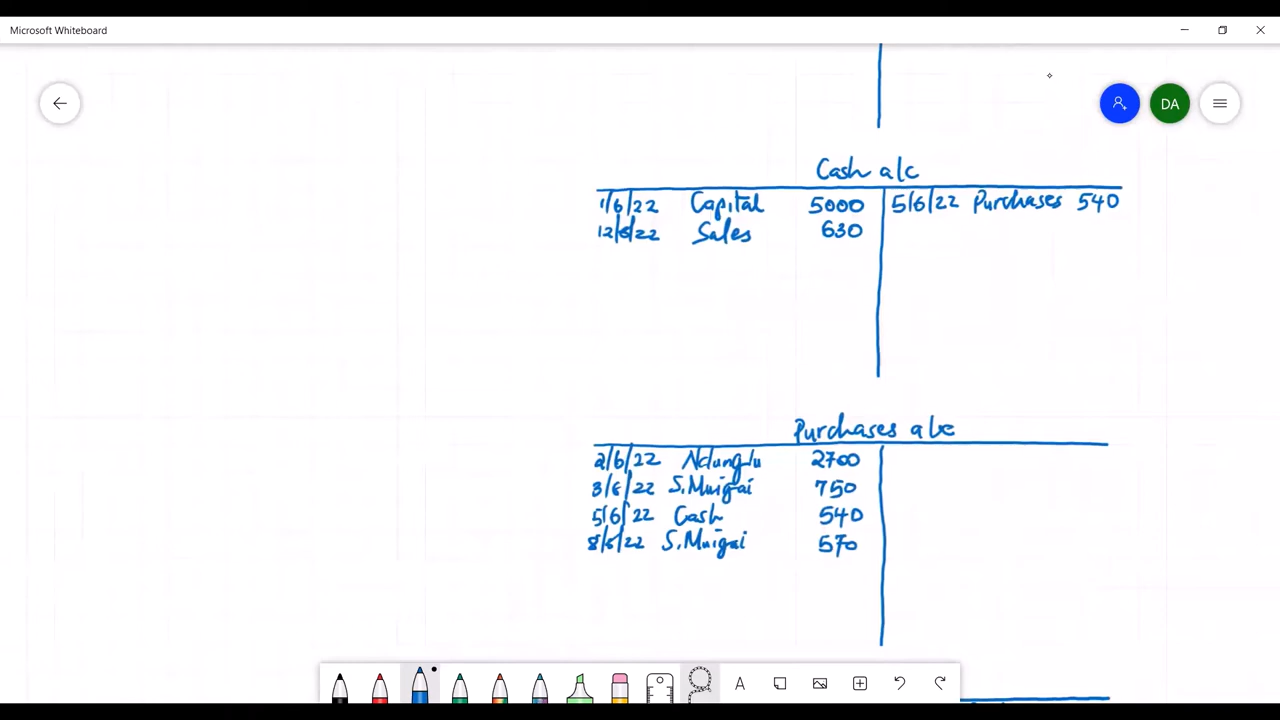 Microsoft Whiteboard
DA
Cash a/c
1/6/22 Capital 5000 5/6/22 Purchases 540
12/6/22 Sales 630
Purchases a/c
2/6/22 Ndung'u 2700
3/6/22 S.Muigai 750
5/6/22 Cash 540
8/6/22 S.Muigai 570
A